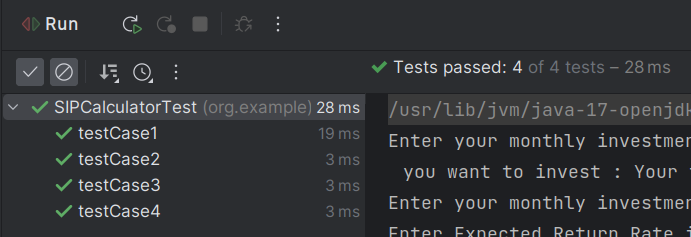 Run
Tests passed: 4 of 4 tests – 28 ms
SIPCalculatorTest (org.example) 28 ms
testCase1 19 ms
testCase2 3 ms
testCase3 3 ms
testCase4 3 ms
/usr/lib/jvm/java-17-openjdk
Enter your monthly investmen
you want to invest : Your
Enter your monthly investmen
Enter Expected Return Rate